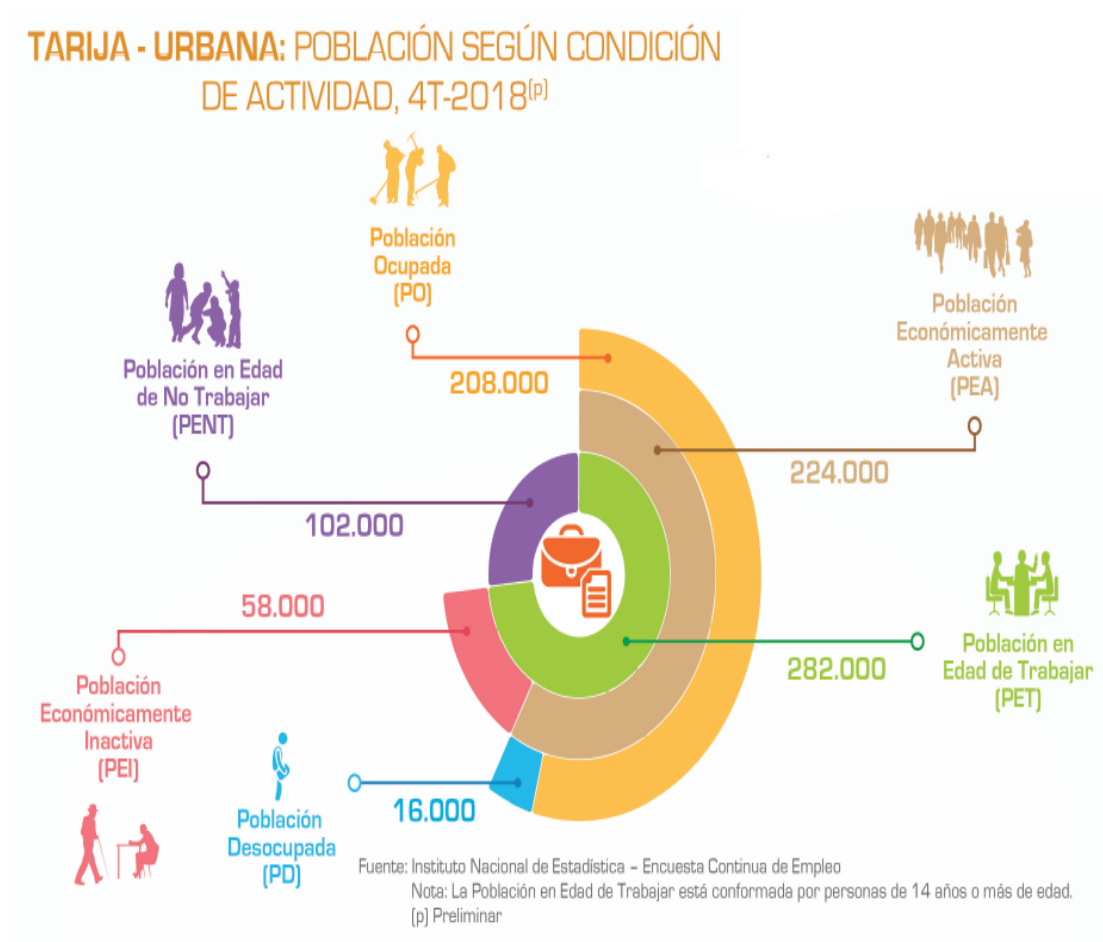 TARIJA - URBANA: POBLACIÓN SEGÚN CONDICIÓN
DE ACTIVIDAD, 4T-2018(p)
Población
Ocupada
(PO)
208.000
Población
Económicamente
Activa
(PEA)
224.000
Población en Edad
de No Trabajar
(PENT)
102.000
58.000
Población
Económicamente
Inactiva
(PEI)
Población en
Edad de Trabajar
(PET)
282.000
Población
Desocupada
(PD)
16.000
Fuente: Instituto Nacional de Estadística – Encuesta Continua de Empleo
Nota: La Población en Edad de Trabajar está conformada por personas de 14 años o más de edad.
(p) Preliminar